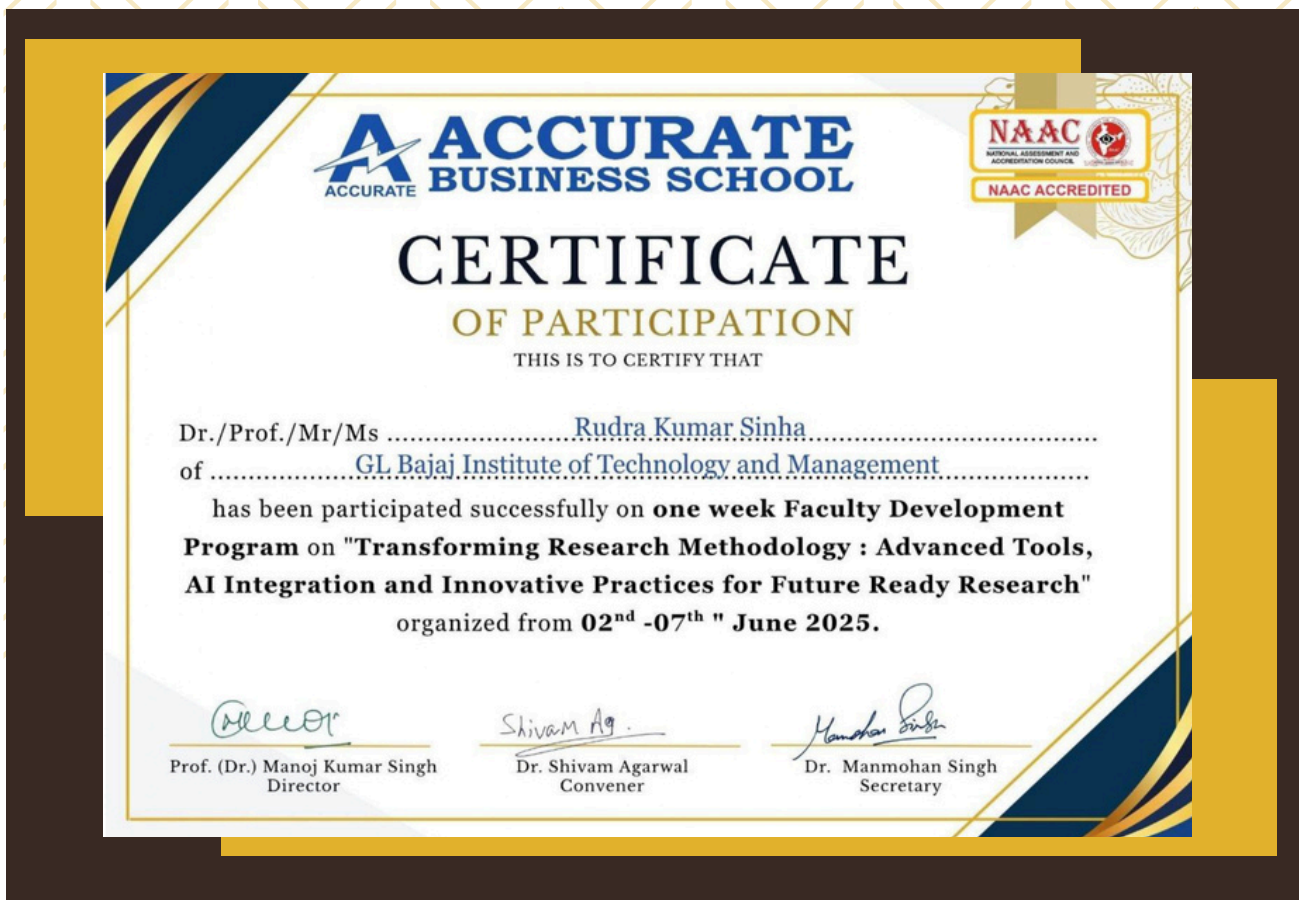 ACCURATE
ACCURATE
BUSINESS SCHOOL
NAAC
NATIONAL ASSESSMENT AND
ACCREDITATION COUNCIL
NAAC ACCREDITED
CERTIFICATE
OF PARTICIPATION
THIS IS TO CERTIFY THAT
Dr./Prof./Mr/Ms ........................Rudra Kumar Sinha......................................
of ......................GL Bajaj Institute of Technology and Management......................
has been participated successfully on one week Faculty Development
Program on "Transforming Research Methodology : Advanced Tools,
AI Integration and Innovative Practices for Future Ready Research"
organized from 02nd -07th " June 2025.
Shivam Ag.
Manmohan Singh
Prof. (Dr.) Manoj Kumar Singh
Director
Dr. Shivam Agarwal
Convener
Dr. Manmohan Singh
Secretary